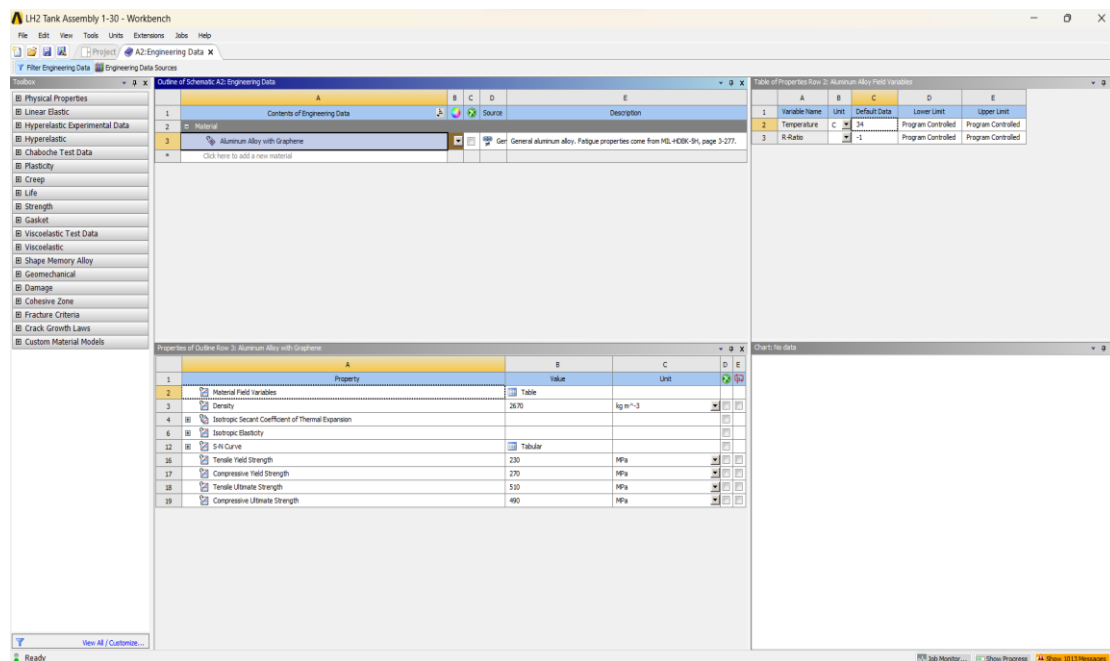 LH2 Tank Assembly 1-30 - Workbench
File Edit View Tools Units Extensions Jobs Help
Project A2:Engineering Data X
Filter Engineering Data Engineering Data Sources
Toolbox
Physical Properties
Linear Elastic
Hyperelastic Experimental Data
Hyperelastic
Chaboche Test Data
Plasticity
Creep
Life
Strength
Gasket
Viscoelastic Test Data
Viscoelastic
Shape Memory Alloy
Geomechanical
Damage
Cohesive Zone
Fracture Criteria
Crack Growth Laws
Custom Material Models
View All / Customize...
Outline of Schematic A2: Engineering Data
A B C D E
1 Contents of Engineering Data Source Description
2 Material
3 Aluminum Alloy with Graphene Ger General aluminum alloy. Fatigue properties come from MIL-HDBK-5H, page 3-277.
* Click here to add a new material
Table of Properties Row 2: Aluminum Alloy Field Variables
A B C D E
1 Variable Name Unit Default Data Lower Limit Upper Limit
2 Temperature C 34 Program Controlled Program Controlled
3 R-Ratio -1 Program Controlled Program Controlled
Properties of Outline Row 3: Aluminum Alloy with Graphene
A B C D E
1 Property Value Unit
2 Material Field Variables Table
3 Density 2670 kg m^-3
4 Isotropic Secant Coefficient of Thermal Expansion
6 Isotropic Elasticity
12 S-N Curve Tabular
16 Tensile Yield Strength 230 MPa
17 Compressive Yield Strength 270 MPa
18 Tensile Ultimate Strength 510 MPa
19 Compressive Ultimate Strength 490 MPa
Chart: No data
Ready
Job Monitor... Show Progress Show 1013 Messages